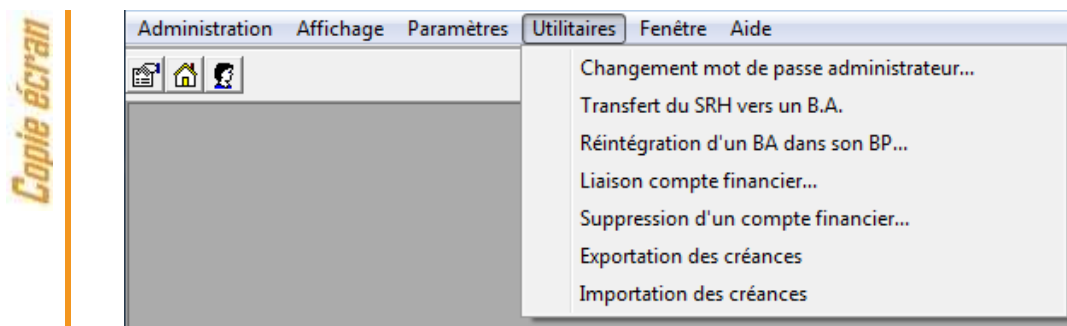 Copie écran
Administration Affichage Paramètres Utilitaires Fenêtre Aide
Changement mot de passe administrateur...
Transfert du SRH vers un B.A.
Réintégration d'un BA dans son BP...
Liaison compte financier...
Suppression d'un compte financier...
Exportation des créances
Importation des créances